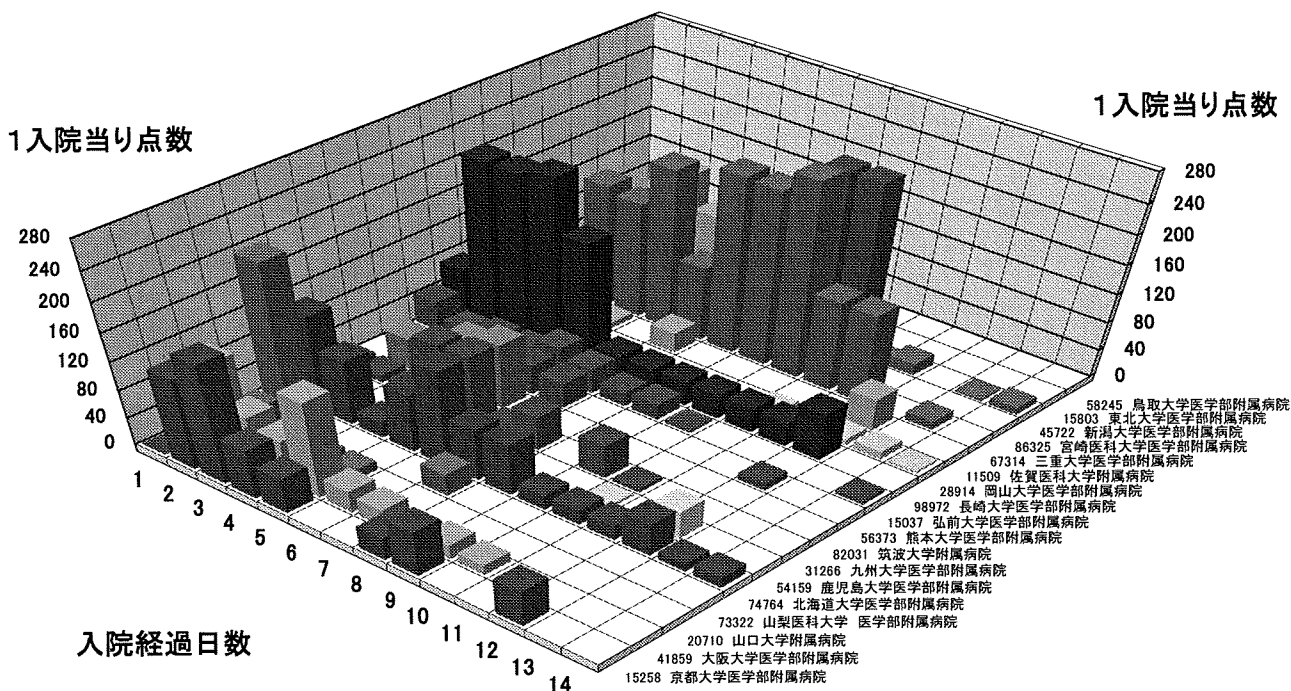 1入院当り点数
1入院当り点数
280
240
200
160
120
80
40
0
280
240
200
160
120
80
40
0
1
2
3
4
5
6
7
8
9
10
11
12
13
14
入院経過日数
58245 鳥取大学医学部附属病院
15803 東北大学医学部附属病院
45722 新潟大学医学部附属病院
86325 宮崎医科大学医学部附属病院
67314 三重大学医学部附属病院
11509 佐賀医科大学附属病院
28914 岡山大学医学部附属病院
98972 長崎大学医学部附属病院
15037 弘前大学医学部附属病院
56373 熊本大学医学部附属病院
82031 筑波大学附属病院
31266 九州大学医学部附属病院
54159 鹿児島大学医学部附属病院
74764 北海道大学医学部附属病院
73322 山梨医科大学 医学部附属病院
20710 山口大学附属病院
41859 大阪大学医学部附属病院
15258 京都大学医学部附属病院